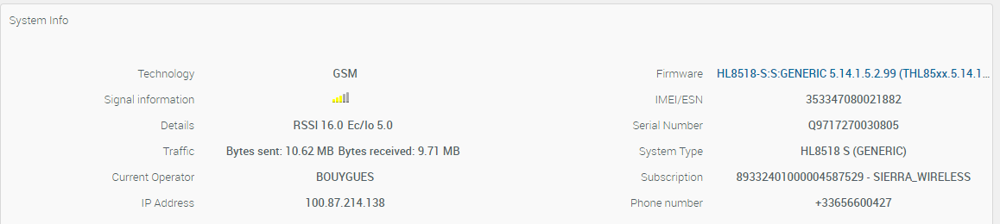 System Info
Technology GSM Firmware HL8518-S:S:GENERIC 5.14.1.5.2.99 (THL85xx.5.14.1...
Signal information IMEI/ESN 353347080021882
Details RSSI 16.0 Ec/Io 5.0 Serial Number Q9717270030805
Traffic Bytes sent: 10.62 MB Bytes received: 9.71 MB System Type HL8518 S (GENERIC)
Current Operator BOUYGUES Subscription 89332401000004587529 - SIERRA_WIRELESS
IP Address 100.87.214.138 Phone number +33656600427